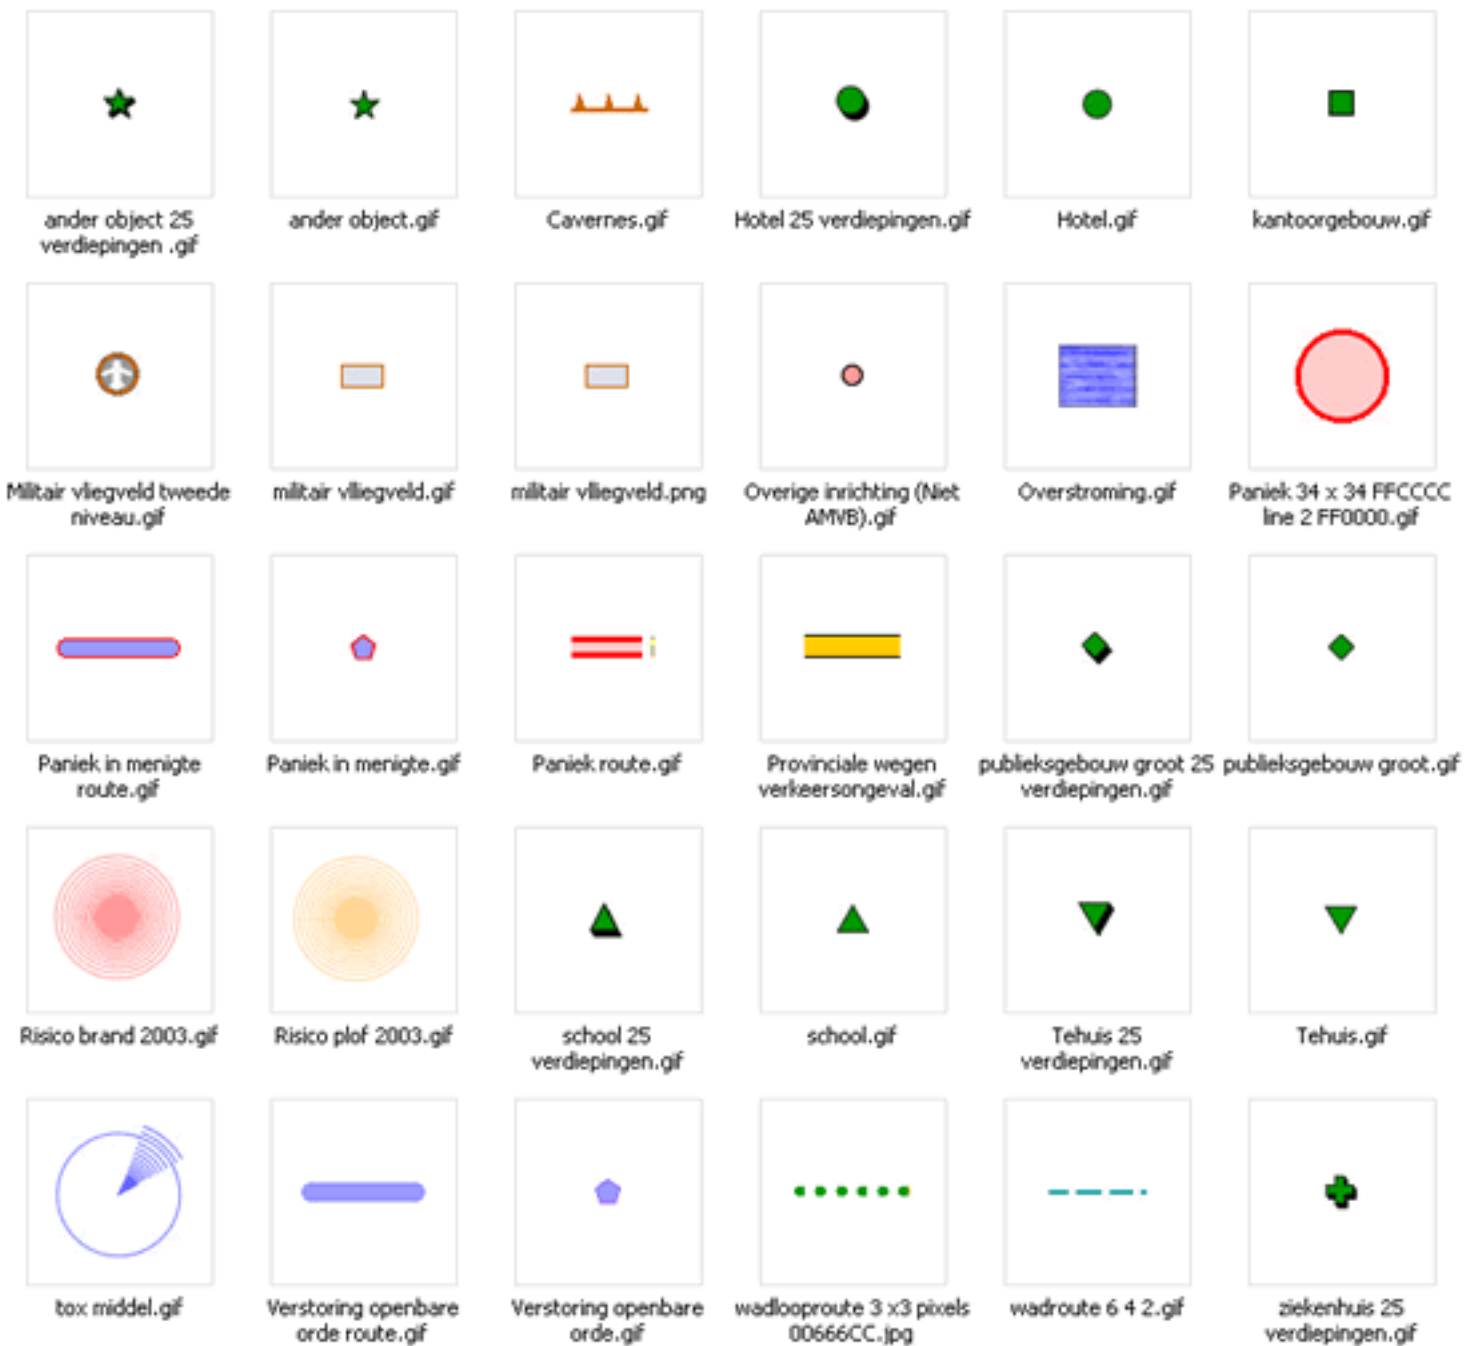 ander object 25
verdiepingen .gif
ander object.gif
Cavernes.gif
Hotel 25 verdiepingen.gif
Hotel.gif
kantoorgebouw.gif
Militair vliegveld tweede
niveau.gif
militair vlliegveld.gif
militair vlliegveld.png
Overige inrichting (Niet
AMVB).gif
Overstroming.gif
Paniek 34 x 34 FFCCCC
line 2 FF0000.gif
Paniek in menigte
route.gif
Paniek in menigte.gif
Paniek route.gif
Provinciale wegen
verkeersongeval.gif
publieksgebouw groot 25
verdiepingen.gif
publieksgebouw groot.gif
Risico brand 2003.gif
Risico plof 2003.gif
school 25
verdiepingen.gif
school.gif
Tehuis 25
verdiepingen.gif
Tehuis.gif
tox middel.gif
Verstoring openbare
orde route.gif
Verstoring openbare
orde.gif
wadlooproute 3 x3 pixels
00666CC.jpg
wadroute 6 4 2.gif
ziekenhuis 25
verdiepingen.gif